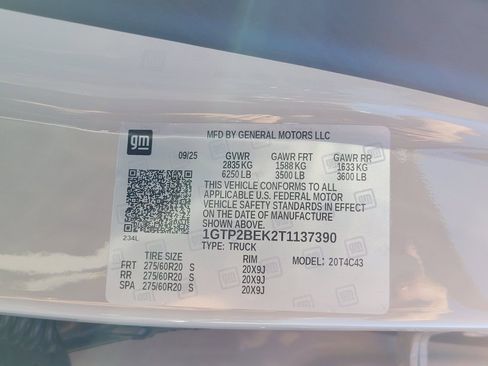 gm
MFD BY GENERAL MOTORS LLC
09/25 GVWR GAWR FRT GAWR RR
2835 KG 1588 KG 1633 KG
6250 LB 3500 LB 3600 LB
THIS VEHICLE CONFORMS TO ALL
APPLICABLE U.S. FEDERAL MOTOR
VEHICLE SAFETY STANDARDS IN EFFECT
ON THE DATE OF MANUFACTURE
SHOWN ABOVE.
234L 1GTP2BEK2T1137390
TYPE: TRUCK
TIRE SIZE RIM MODEL: 20T4C43
FRT 275/60R20 S 20X9J
RR 275/60R20 S 20X9J
SPA 275/60R20 S 20X9J